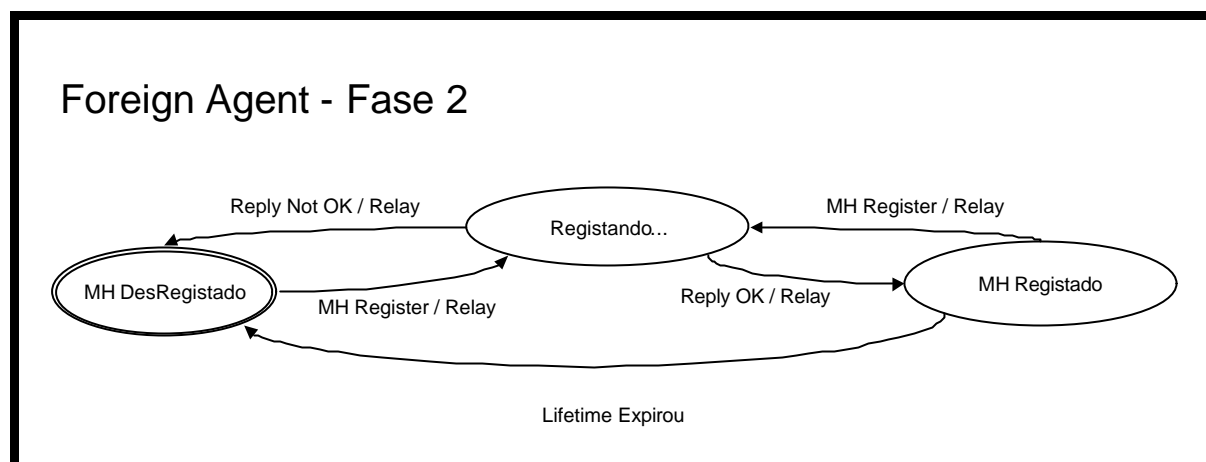 Foreign Agent - Fase 2
Reply Not OK / Relay
Registando...
MH Register / Relay
MH DesRegistado
MH Register / Relay
Reply OK / Relay
MH Registado
Lifetime Expirou